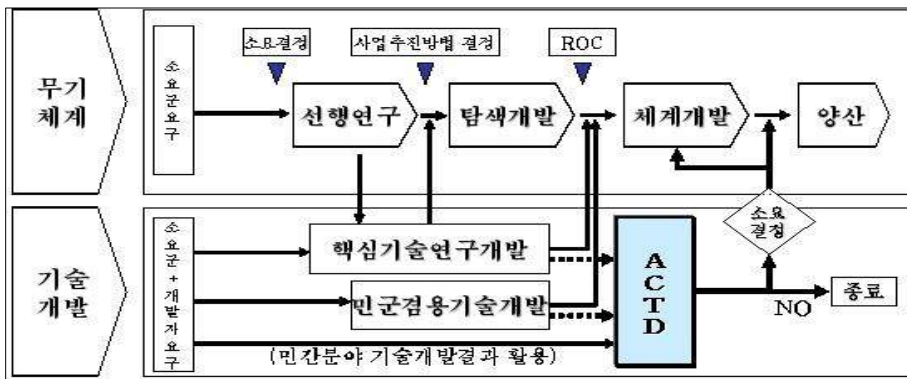 소요결정
사업추진방법 결정
ROC
무기
체계
소요군요구
선행연구
탐색개발
체계개발
양산
소요
결정
기술
개발
소요군+개발자요구
핵심기술연구개발
민군겸용기술개발
(민간분야 기술개발결과 활용)
ACTD
NO
종료